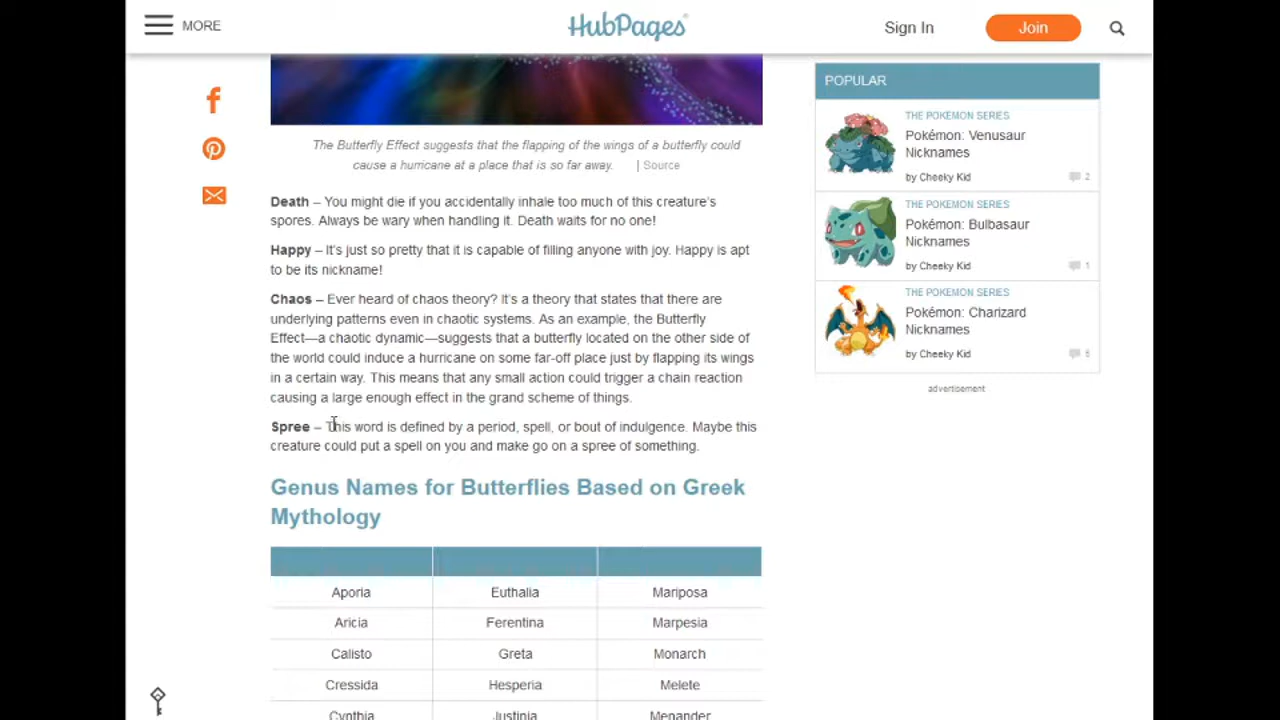 MORE
HubPages
Sign In
Join
The Butterfly Effect suggests that the flapping of the wings of a butterfly could
cause a hurricane at a place that is so far away. | Source
Death – You might die if you accidentally inhale too much of this creature's
spores. Always be wary when handling it. Death waits for no one!
Happy – It's just so pretty that it is capable of filling anyone with joy. Happy is apt
to be its nickname!
Chaos – Ever heard of chaos theory? It's a theory that states that there are
underlying patterns even in chaotic systems. As an example, the Butterfly
Effect—a chaotic dynamic—suggests that a butterfly located on the other side of
the world could induce a hurricane on some far-off place just by flapping its wings
in a certain way. This means that any small action could trigger a chain reaction
causing a large enough effect in the grand scheme of things.
Spree – This word is defined by a period, spell, or bout of indulgence. Maybe this
creature could put a spell on you and make go on a spree of something.
Genus Names for Butterflies Based on Greek
Mythology
Aporia Euthalia Mariposa
Aricia Ferentina Marpesia
Calisto Greta Monarch
Cressida Hesperia Melete
Cynthia Justinia Menander
POPULAR
THE POKEMON SERIES
Pokémon: Venusaur
Nicknames
by Cheeky Kid 2
THE POKEMON SERIES
Pokémon: Bulbasaur
Nicknames
by Cheeky Kid 1
THE POKEMON SERIES
Pokémon: Charizard
Nicknames
by Cheeky Kid
advertisement